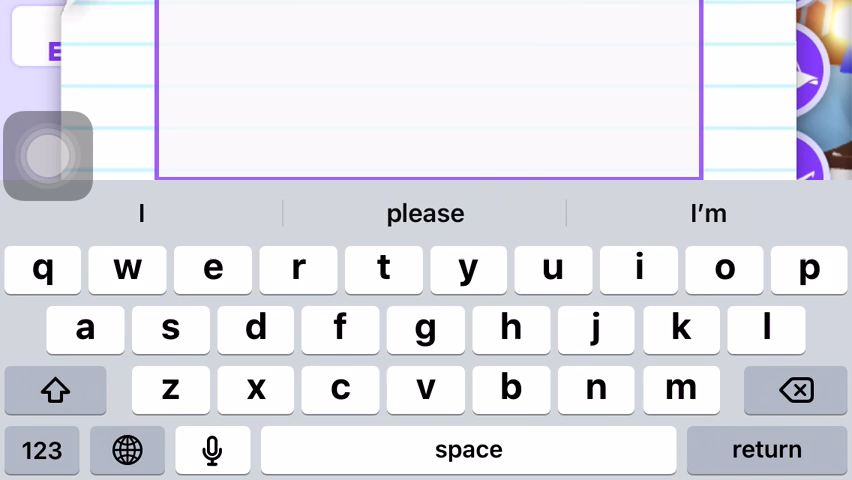 E
I please I’m
q w e r t y u i o p
a s d f g h j k l
z x c v b n m
123 space return